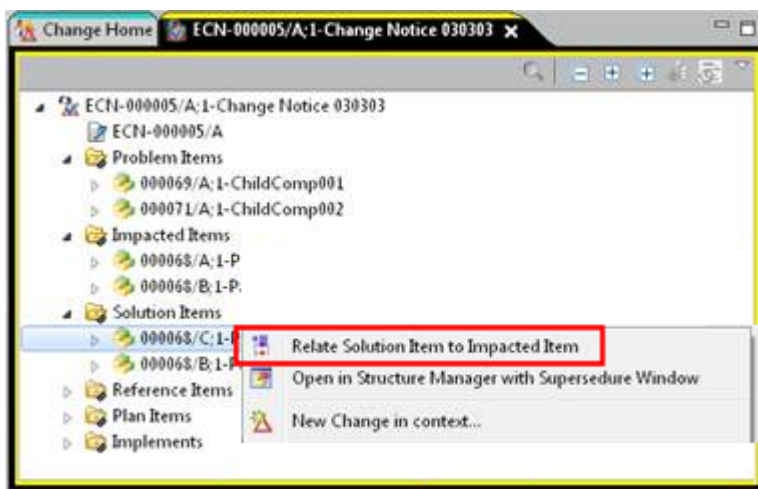 Change Home  ECN-000005/A;1-Change Notice 030303
ECN-000005/A;1-Change Notice 030303
ECN-000005/A
Problem Items
000069/A;1-ChildComp001
000071/A;1-ChildComp002
Impacted Items
000068/A;1-P
000068/B;1-P
Solution Items
000068/C;1-P
Relate Solution Item to Impacted Item
000068/B;1-P
Open in Structure Manager with Supersedure Window
Reference Items
Plan Items
New Change in context...
Implements